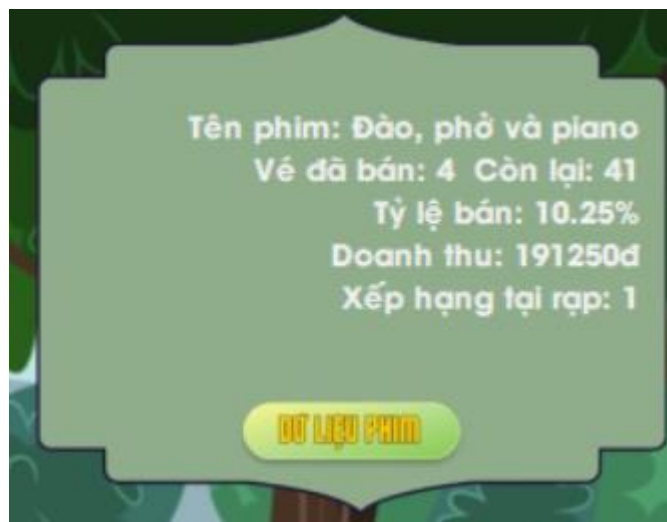 Tên phim: Đào, phở và piano
Vé đã bán: 4 Còn lại: 41
Tỷ lệ bán: 10.25%
Doanh thu: 191250đ
Xếp hạng tại rạp: 1
DỮ LIỆU PHIM